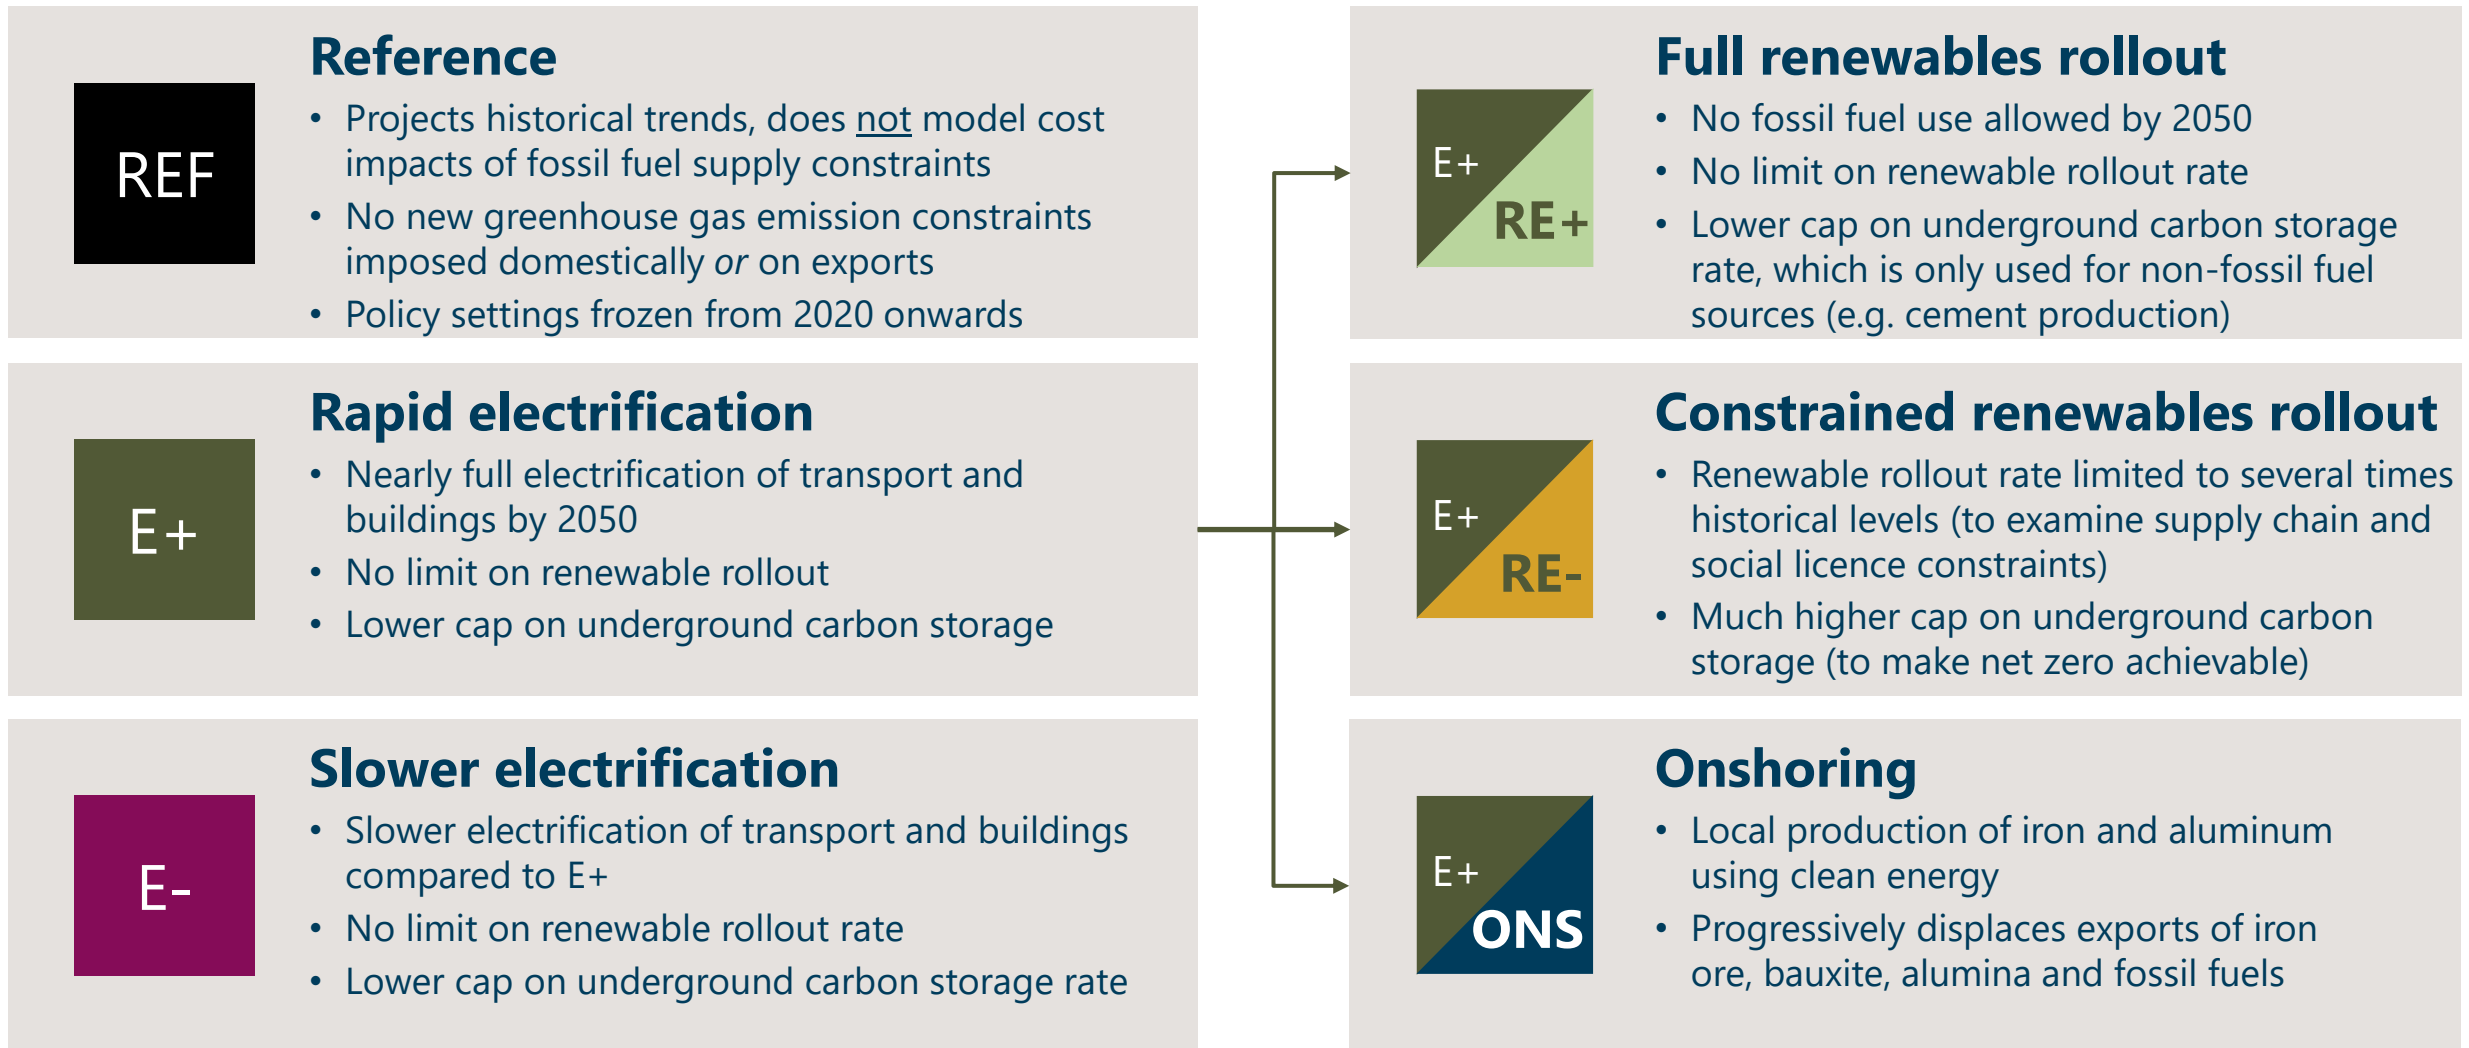 REF
Reference
• Projects historical trends, does not model cost
impacts of fossil fuel supply constraints
• No new greenhouse gas emission constraints
imposed domestically or on exports
• Policy settings frozen from 2020 onwards
E+
Rapid electrification
• Nearly full electrification of transport and
buildings by 2050
• No limit on renewable rollout
• Lower cap on underground carbon storage
E-
Slower electrification
• Slower electrification of transport and buildings
compared to E+
• No limit on renewable rollout rate
• Lower cap on underground carbon storage rate
E+
RE+
Full renewables rollout
• No fossil fuel use allowed by 2050
• No limit on renewable rollout rate
• Lower cap on underground carbon storage
rate, which is only used for non-fossil fuel
sources (e.g. cement production)
E+
RE-
Constrained renewables rollout
• Renewable rollout rate limited to several times
historical levels (to examine supply chain and
social licence constraints)
• Much higher cap on underground carbon
storage (to make net zero achievable)
E+
ONS
Onshoring
• Local production of iron and aluminum
using clean energy
• Progressively displaces exports of iron
ore, bauxite, alumina and fossil fuels